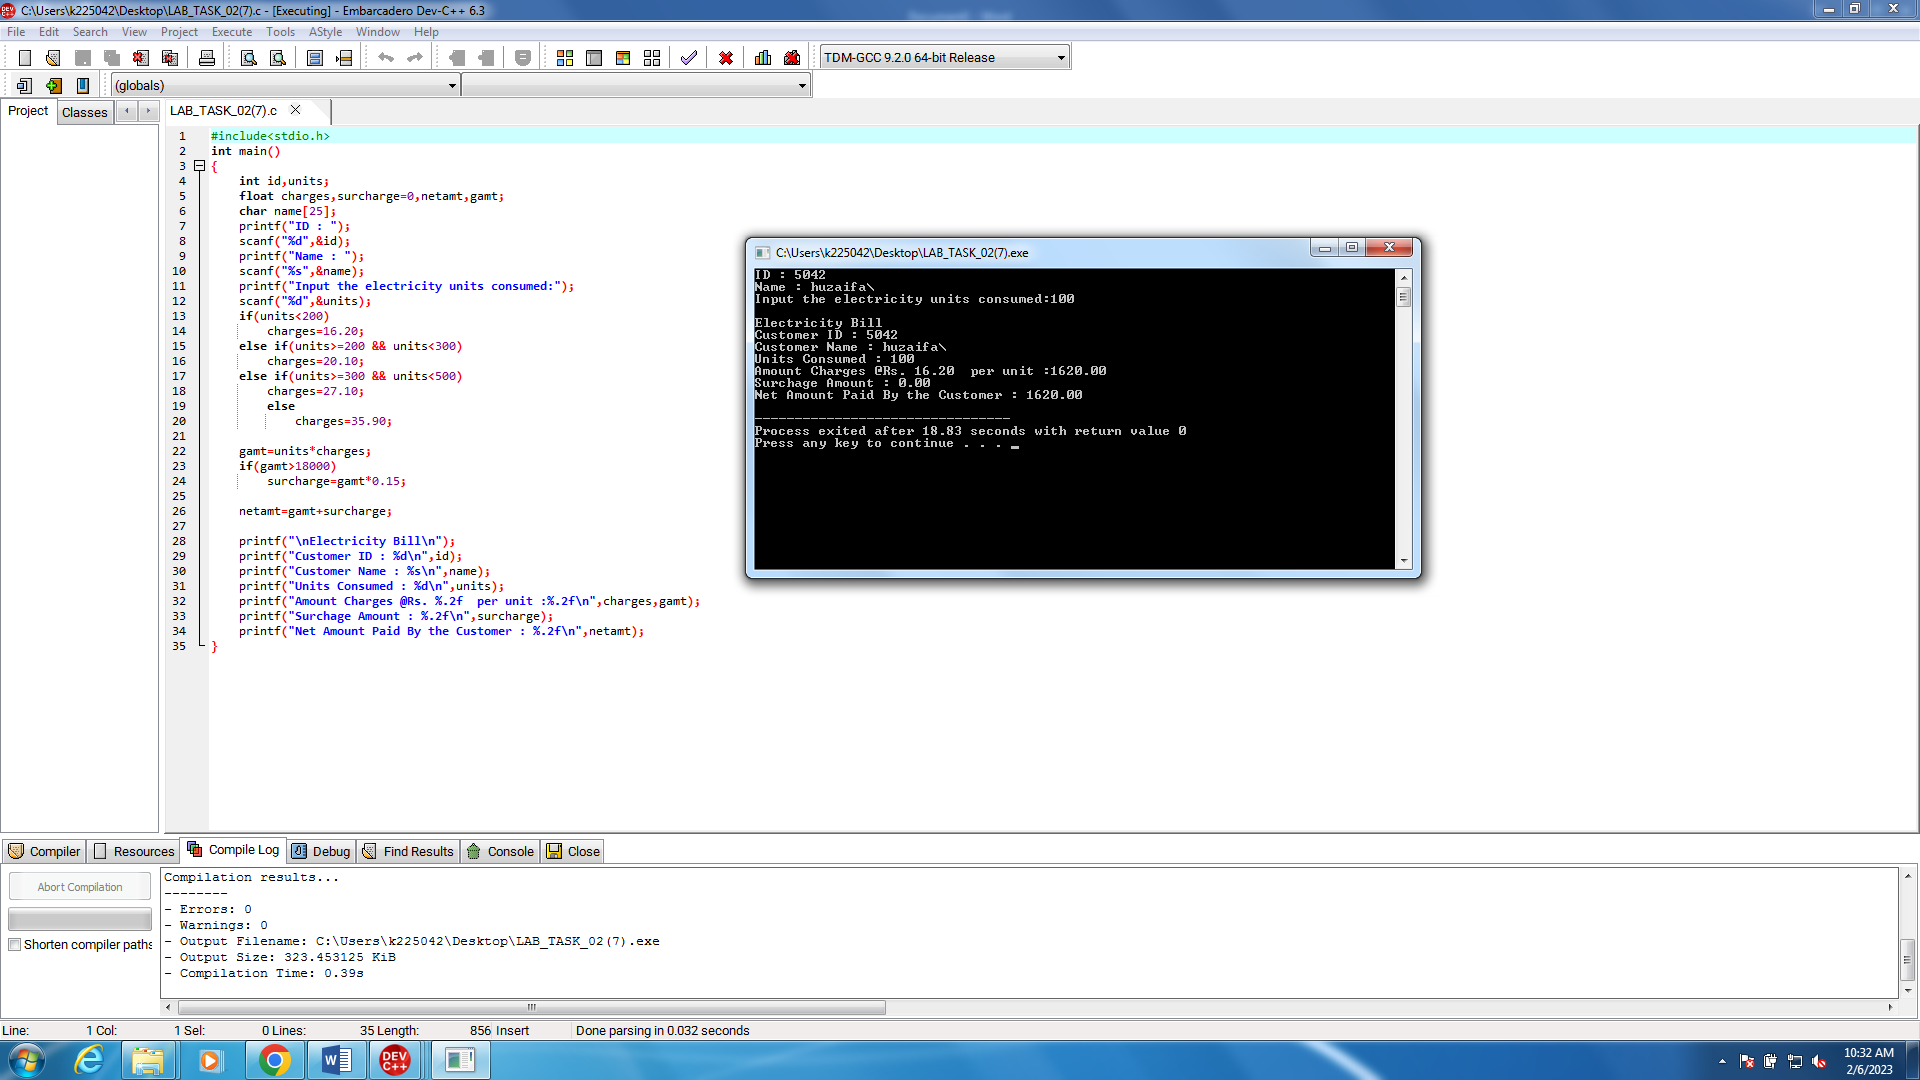 C:\Users\k225042\Desktop\LAB_TASK_02(7).c - [Executing] - Embarcadero Dev-C++ 6.3
File Edit Search View Project Execute Tools AStyle Window Help
TDM-GCC 9.2.0 64-bit Release
(globals)
Project Classes
LAB_TASK_02(7).c
1 #include<stdio.h>
2 int main()
3 {
4 int id,units;
5 float charges,surcharge=0,netamt,gamt;
6 char name[25];
7 printf("ID : ");
8 scanf("%d",&id);
9 printf("Name : ");
10 scanf("%s",&name);
11 printf("Input the electricity units consumed:");
12 scanf("%d",&units);
13 if(units<200)
14 charges=16.20;
15 else if(units>=200 && units<300)
16 charges=20.10;
17 else if(units>=300 && units<500)
18 charges=27.10;
19 else
20 charges=35.90;
21
22 gamt=units*charges;
23 if(gamt>18000)
24 surcharge=gamt*0.15;
25
26 netamt=gamt+surcharge;
27
28 printf("\nElectricity Bill\n");
29 printf("Customer ID : %d\n",id);
30 printf("Customer Name : %s\n",name);
31 printf("Units Consumed : %d\n",units);
32 printf("Amount Charges @Rs. %.2f  per unit :%.2f\n",charges,gamt);
33 printf("Surchage Amount : %.2f\n",surcharge);
34 printf("Net Amount Paid By the Customer : %.2f\n",netamt);
35 }
C:\Users\k225042\Desktop\LAB_TASK_02(7).exe
ID : 5042
Name : huzaifa\
Input the electricity units consumed:100
Electricity Bill
Customer ID : 5042
Customer Name : huzaifa\
Units Consumed : 100
Amount Charges @Rs. 16.20  per unit :1620.00
Surchage Amount : 0.00
Net Amount Paid By the Customer : 1620.00
--------------------------------
Process exited after 18.83 seconds with return value 0
Press any key to continue . . . _
Compiler Resources Compile Log Debug Find Results Console Close
Abort Compilation
Shorten compiler paths
Compilation results...
--------
- Errors: 0
- Warnings: 0
- Output Filename: C:\Users\k225042\Desktop\LAB_TASK_02(7).exe
- Output Size: 323.453125 KiB
- Compilation Time: 0.39s
Line: 1 Col: 1 Sel: 0 Lines: 35 Length: 856 Insert Done parsing in 0.032 seconds
DEV C++
10:32 AM
2/6/2023